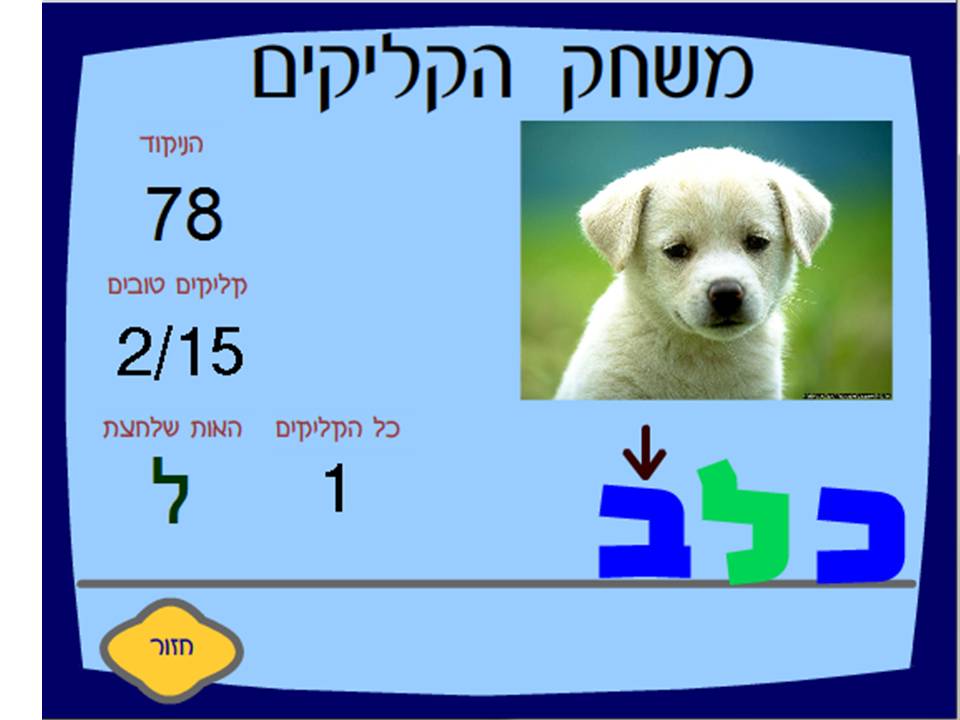 משחק הקליקים
הניקוד
78
קליקים טובים
2/15
כל הקליקים
האות שלחצת
1
ל
כלב
חזור